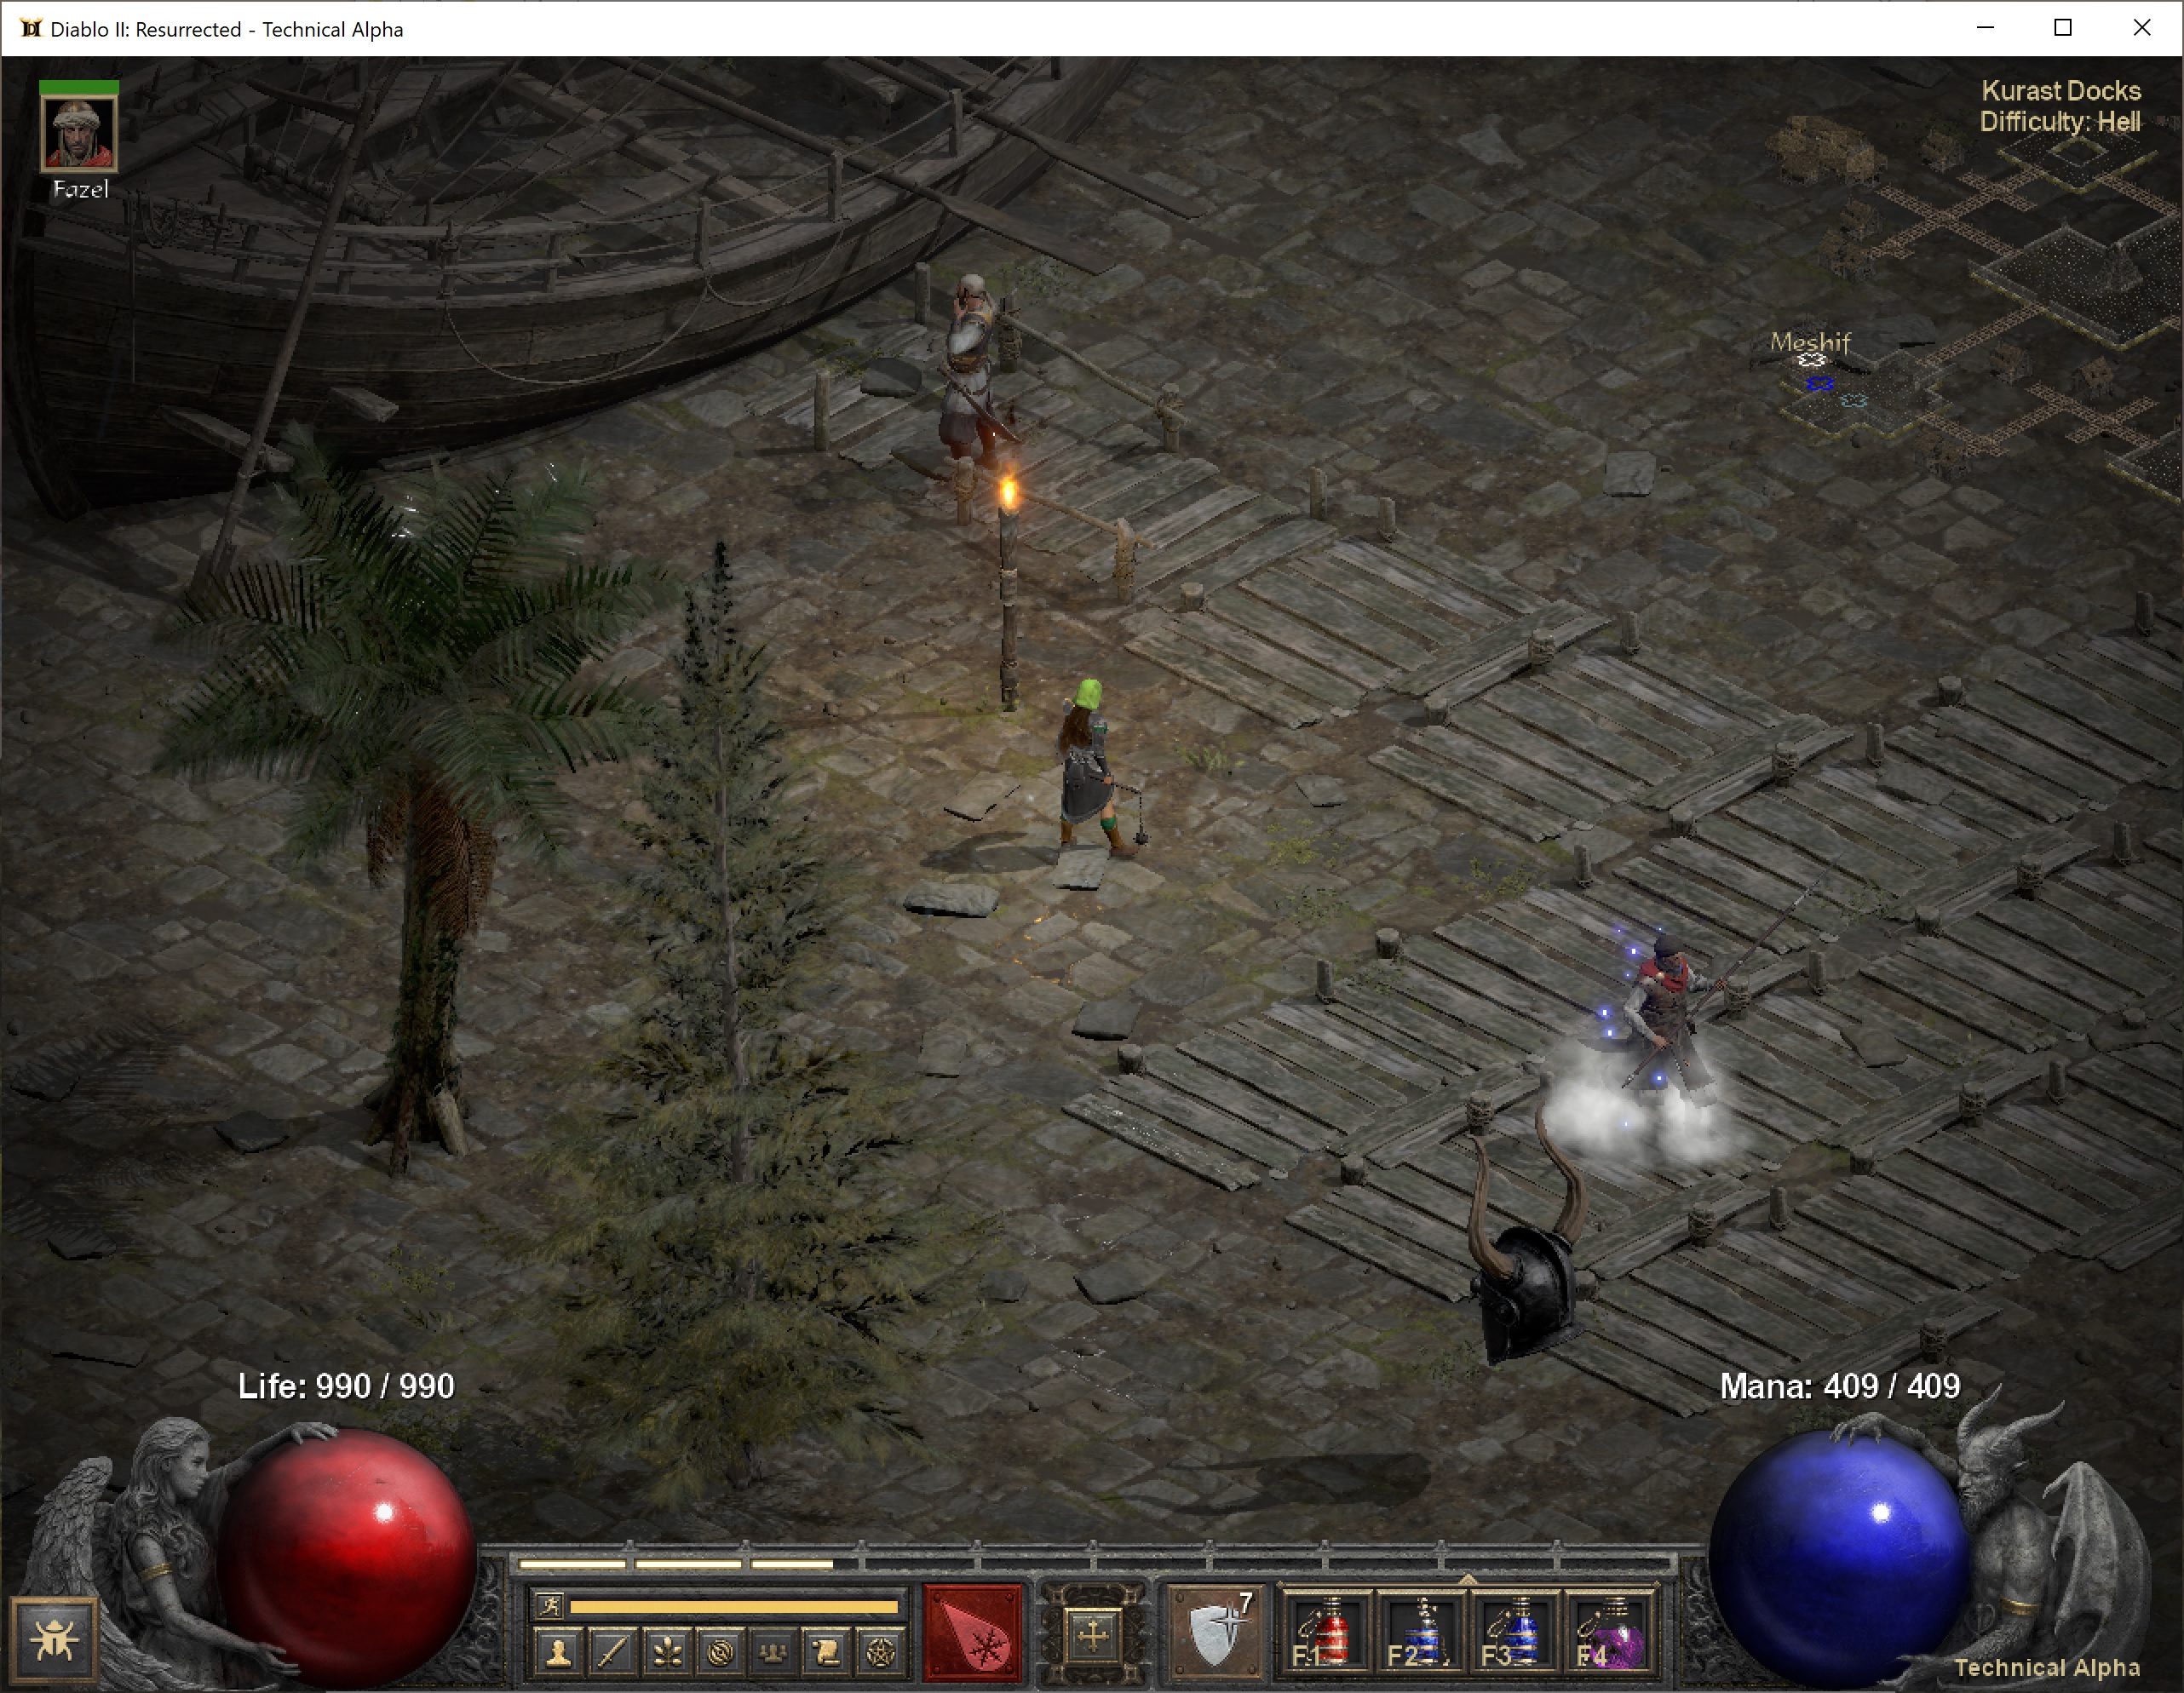 Diablo II: Resurrected - Technical Alpha
Kurast Docks
Difficulty: Hell
Fazel
Meshif
Life: 990 / 990
Mana: 409 / 409
7
F1 F2 F3 F4
Technical Alpha